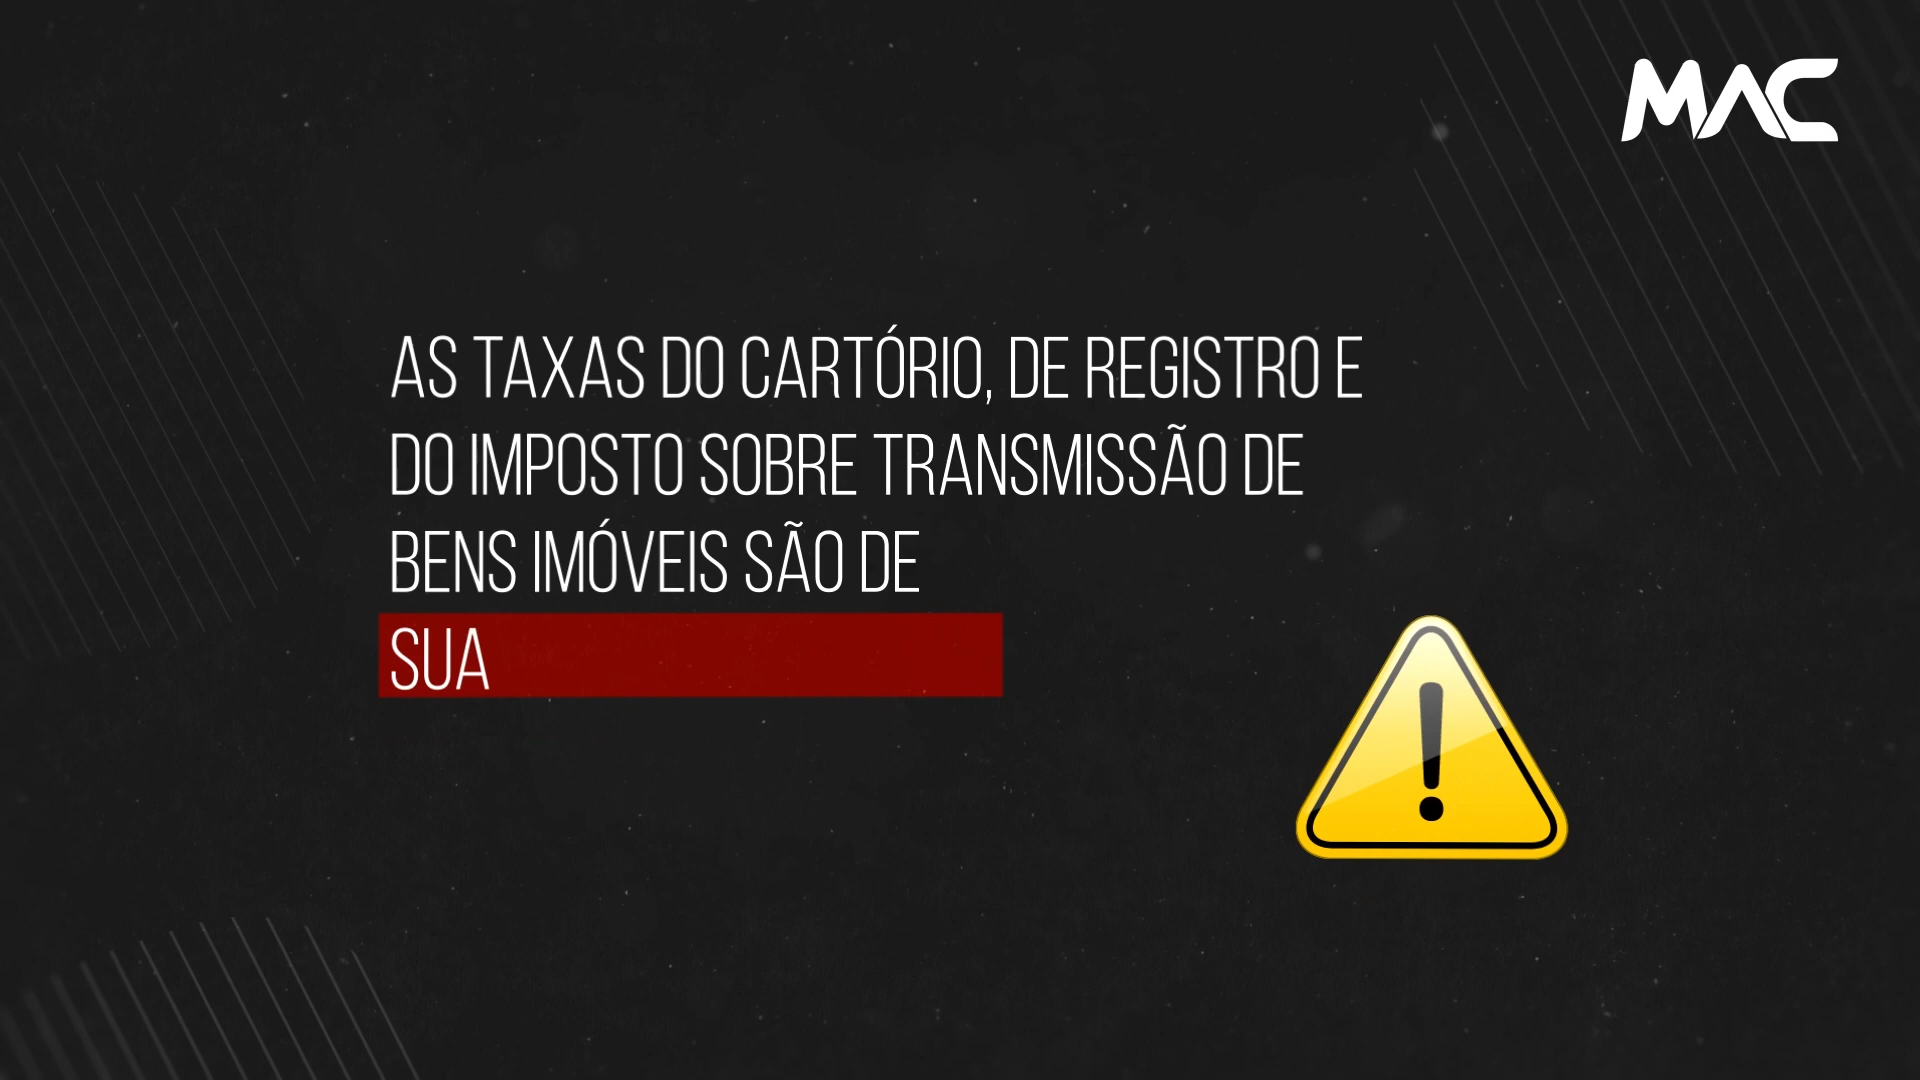 MAC
AS TAXAS DO CARTÓRIO, DE REGISTRO E
DO IMPOSTO SOBRE TRANSMISSÃO DE
BENS IMÓVEIS SÃO DE
SUA